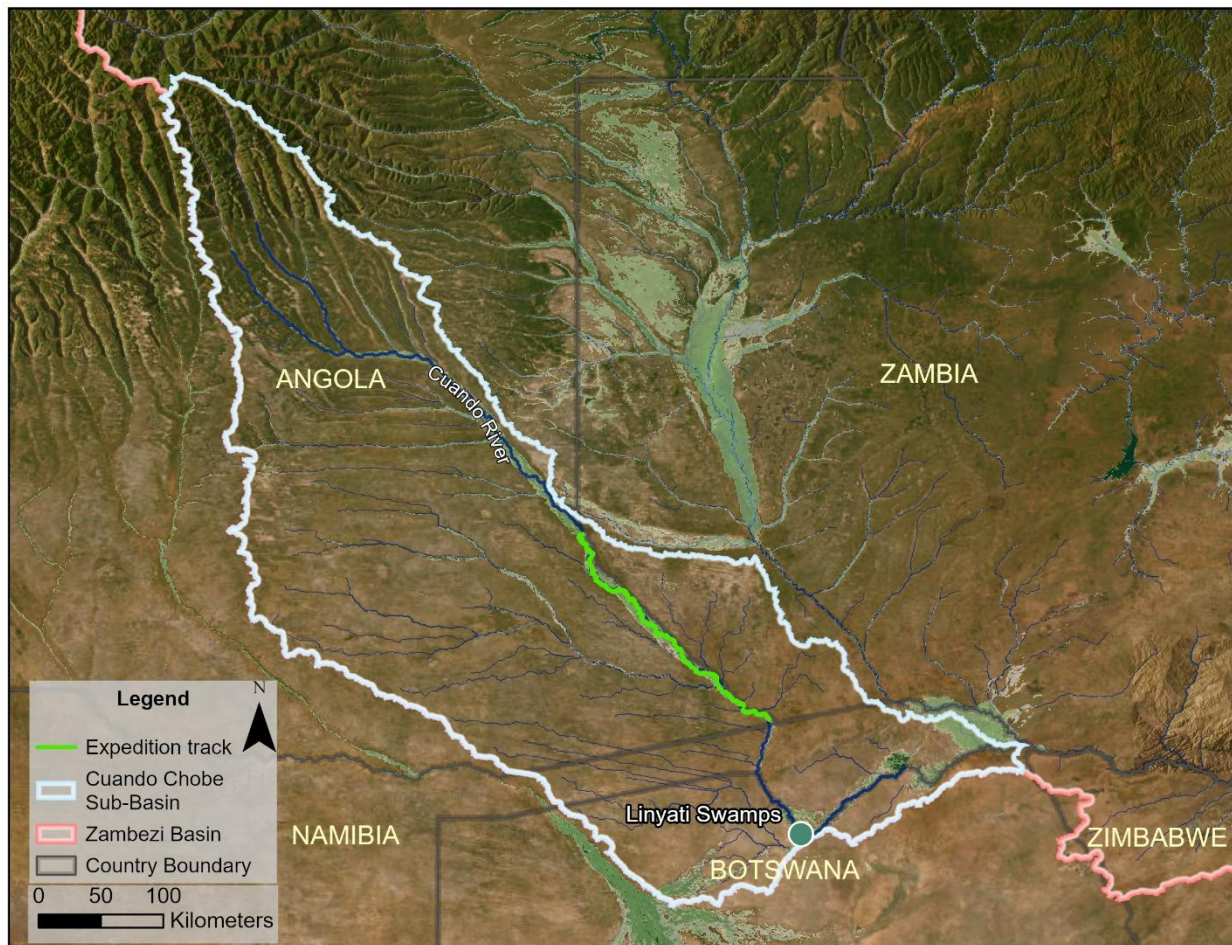 ANGOLA
ZAMBIA
Cuando River
Linyati Swamps
NAMIBIA
BOTSWANA
ZIMBABWE
Legend
N
Expedition track
Cuando Chobe
Sub-Basin
Zambezi Basin
Country Boundary
0 50 100
Kilometers